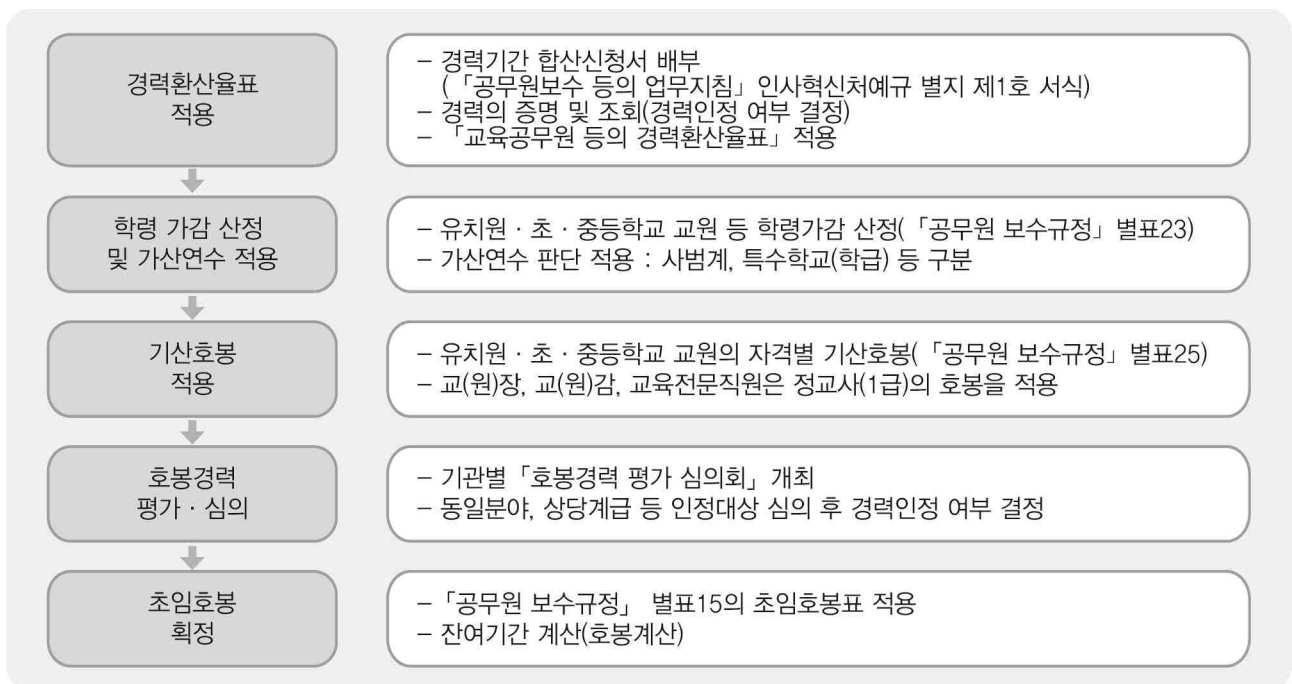 경력환산율표
적용
– 경력기간 합산신청서 배부
(「공무원보수 등의 업무지침」인사혁신처예규 별지 제1호 서식)
– 경력의 증명 및 조회(경력인정 여부 결정)
– 「교육공무원 등의 경력환산율표」적용
학령 가감 산정
및 가산연수 적용
– 유치원 · 초 · 중등학교 교원 등 학령가감 산정(「공무원 보수규정」별표23)
– 가산연수 판단 적용 : 사범계, 특수학교(학급) 등 구분
기산호봉
적용
– 유치원 · 초 · 중등학교 교원의 자격별 기산호봉(「공무원 보수규정」별표25)
– 교(원)장, 교(원)감, 교육전문직원은 정교사(1급)의 호봉을 적용
호봉경력
평가 · 심의
– 기관별「호봉경력 평가 심의회」개최
– 동일분야, 상당계급 등 인정대상 심의 후 경력인정 여부 결정
초임호봉
획정
–「공무원 보수규정」 별표15의 초임호봉표 적용
– 잔여기간 계산(호봉계산)